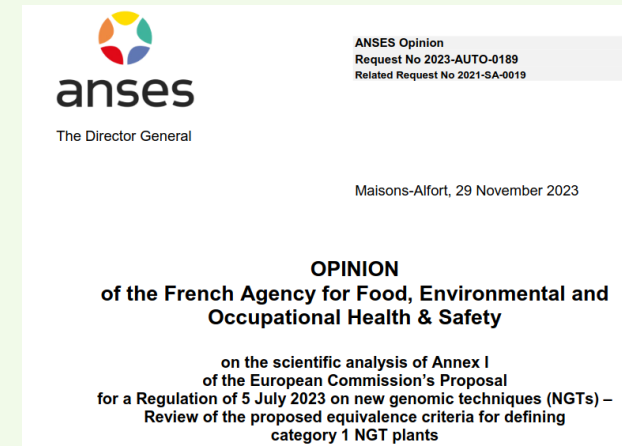 ANSES Opinion
Request No 2023-AUTO-0189
Related Request No 2021-SA-0019
anses
The Director General
Maisons-Alfort, 29 November 2023
OPINION
of the French Agency for Food, Environmental and
Occupational Health & Safety
on the scientific analysis of Annex I
of the European Commission’s Proposal
for a Regulation of 5 July 2023 on new genomic techniques (NGTs) –
Review of the proposed equivalence criteria for defining
category 1 NGT plants